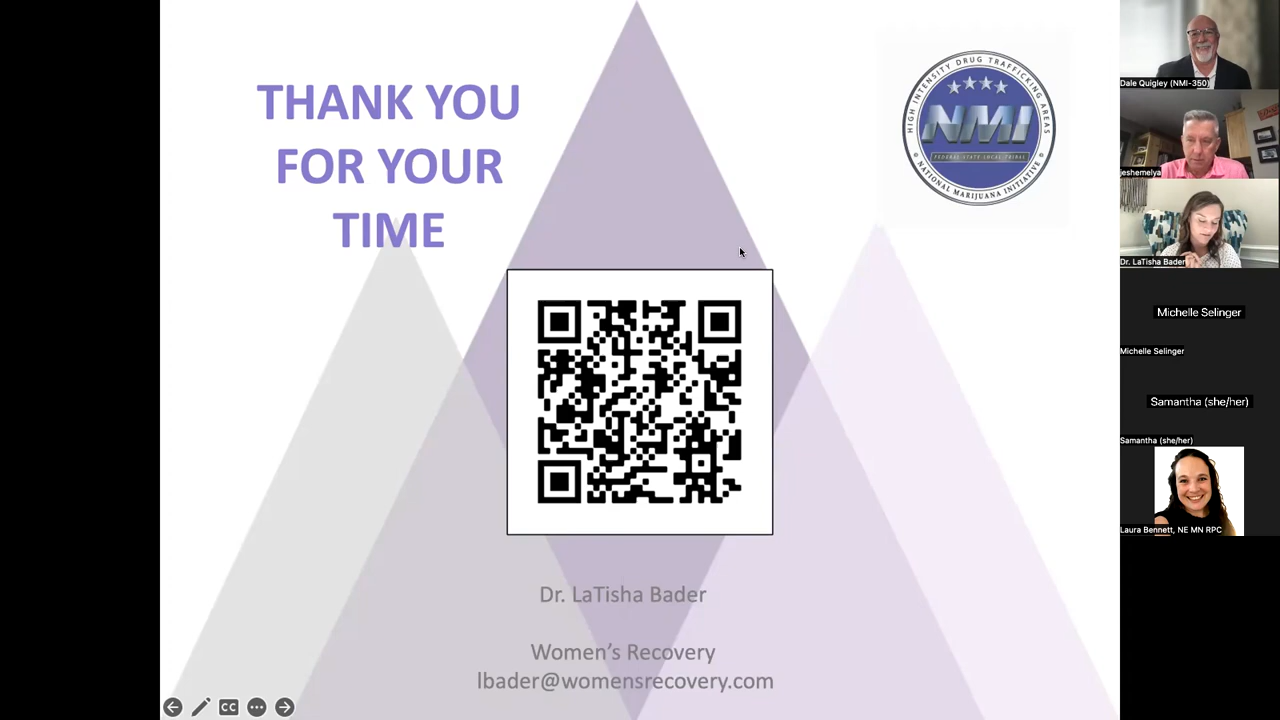 THANK YOU
FOR YOUR
TIME
HIGH INTENSITY DRUG TRAFFICKING AREAS
NMI
FEDERAL STATE LOCAL TRIBAL
NATIONAL MARIJUANA INITIATIVE
Dr. LaTisha Bader
Women’s Recovery
lbader@womensrecovery.com
CC
Dale Quigley (NMI-350)
jeshemelya
Dr. LaTisha Bader
Michelle Selinger
Michelle Selinger
Samantha (she/her)
Samantha (she/her)
Laura Bennett, NE MN RPC